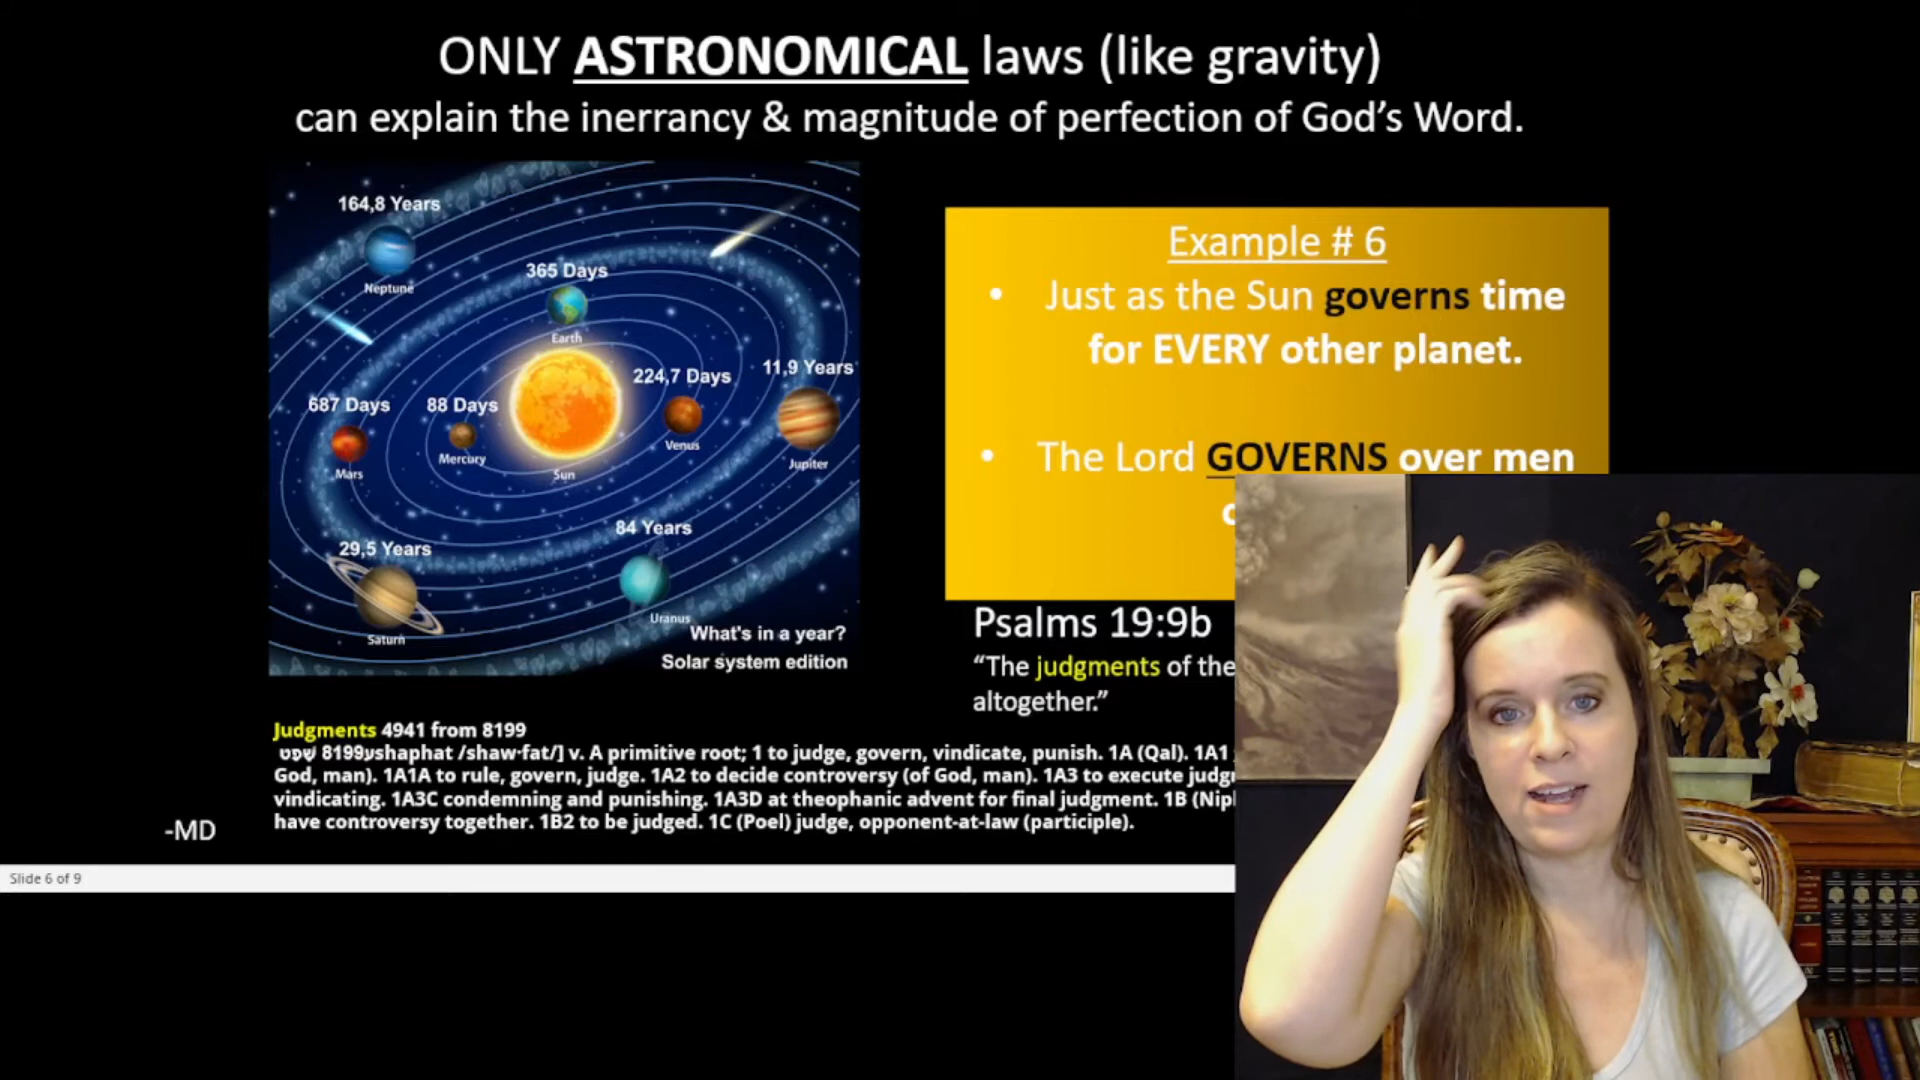 ONLY ASTRONOMICAL laws (like gravity)
can explain the inerrancy & magnitude of perfection of God's Word.
164,8 Years
Neptune
365 Days
Earth
11,9 Years
Jupiter
224,7 Days
Venus
687 Days
Mars
88 Days
Mercury
Sun
84 Years
Uranus
29,5 Years
Saturn
What's in a year?
Solar system edition
Example # 6
• Just as the Sun governs time
for EVERY other planet.
• The Lord GOVERNS over men
Psalms 19:9b
“The judgments of the
altogether.”
Judgments 4941 from 8199
8199 shaphat /shaw·fat/] v. A primitive root; 1 to judge, govern, vindicate, punish. 1A (Qal). 1A1
God, man). 1A1A to rule, govern, judge. 1A2 to decide controversy (of God, man). 1A3 to execute
vindicating. 1A3C condemning and punishing. 1A3D at theophanic advent for final judgment. 1B
have controversy together. 1B2 to be judged. 1C (Poel) judge, opponent-at-law (participle).
-MD
Slide 6 of 9